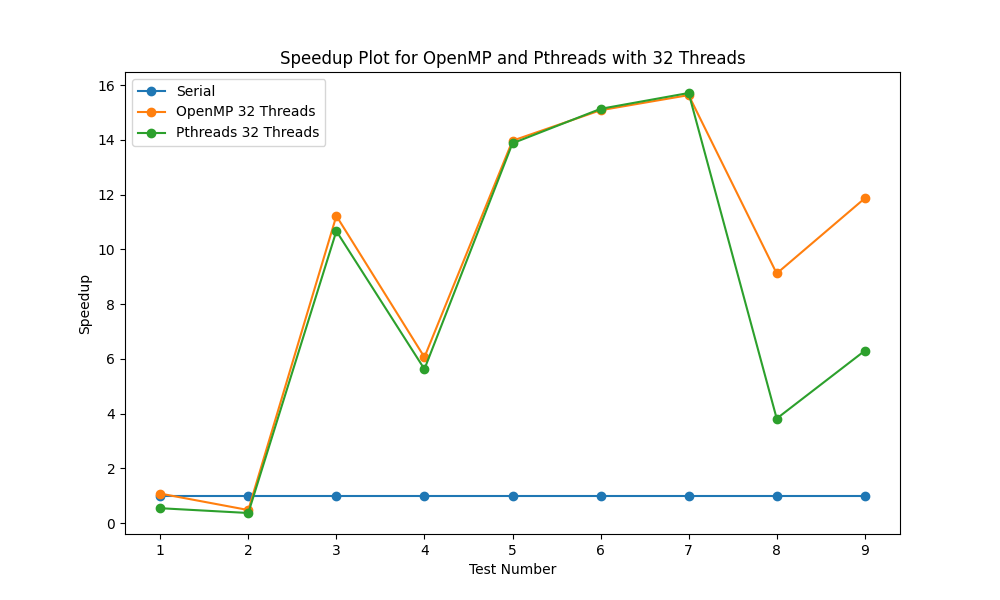 Speedup Plot for OpenMP and Pthreads with 32 Threads
Serial
OpenMP 32 Threads
Pthreads 32 Threads
Speedup
16
14
12
10
8
6
4
2
0
1 2 3 4 5 6 7 8 9
Test Number